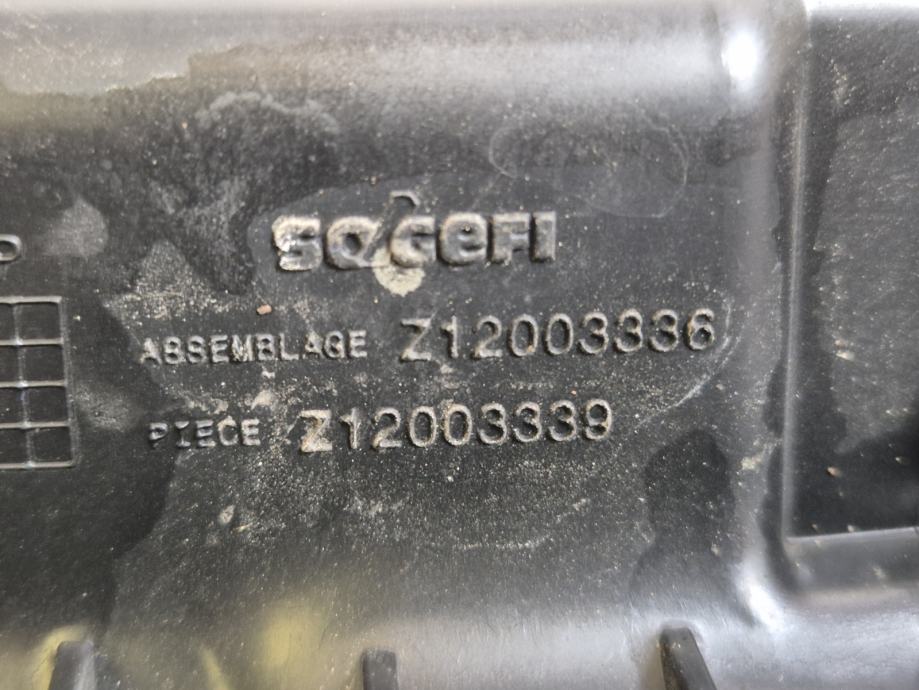 SOGEFI
ASSEMBLAGE Z12003336
PIECE Z12003339